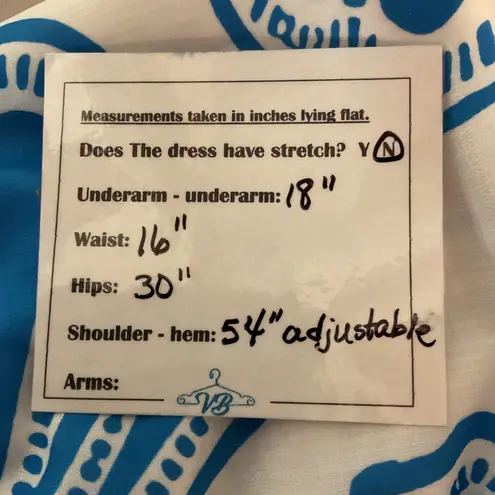 Measurements taken in inches lying flat.
Does The dress have stretch? Y N
Underarm - underarm: 18"
Waist: 16"
Hips: 30"
Shoulder - hem: 54" adjustable
Arms:
VB